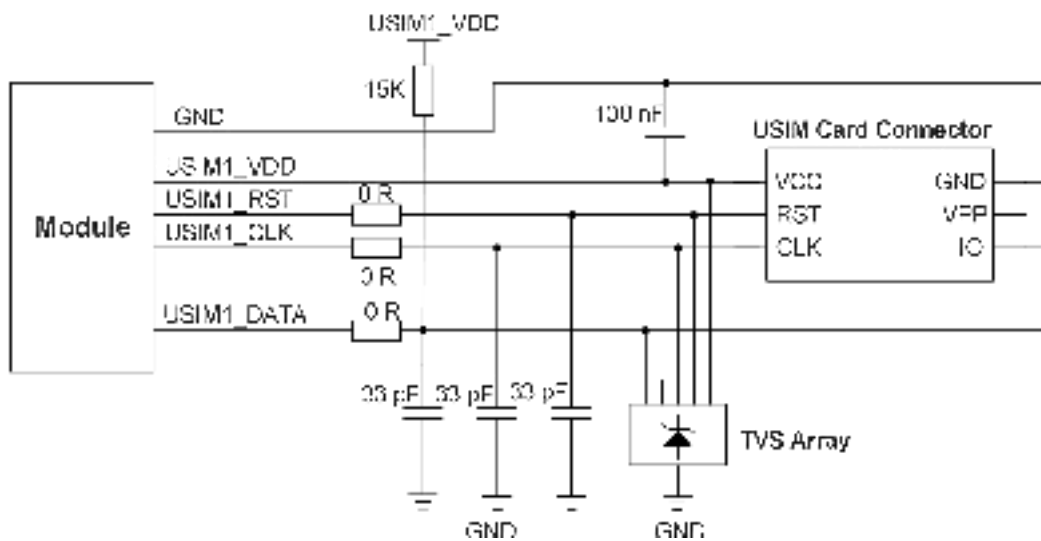 USIM1_VDD
15K
GND
100 nF
USIM Card Connector
USIM1_VDD
VCC
GND
0 R
USIM1_RST
RST
VPP
Module
USIM1_CLK
CLK
IO
0 R
USIM1_DATA
0 R
33 pF
33 pF
33 pF
TVS Array
GND
GND